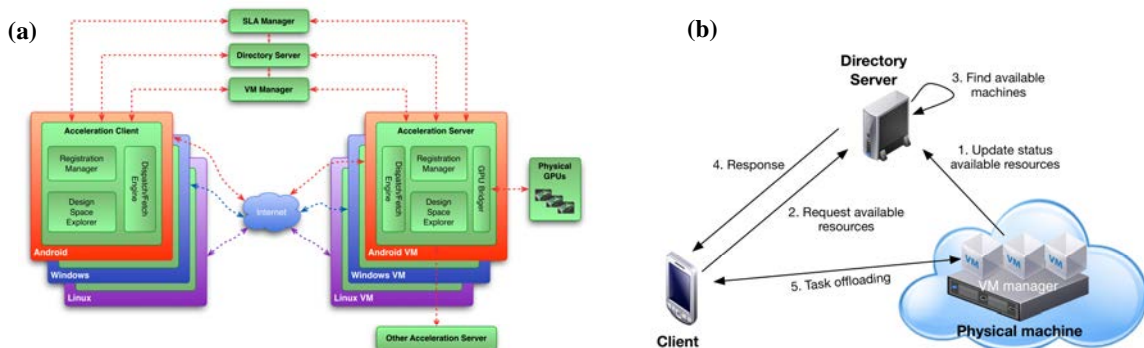 (a)
SLA Manager
Directory Server
VM Manager
Acceleration Client
Registration
Manager
Design
Space
Explorer
Dispatch/Fetch
Engine
Android
Windows
Linux
Internet
Acceleration Server
Dispatch/Fetch
Engine
Registration
Manager
Design
Space
Explorer
GPU Bridger
Android VM
Windows VM
Linux VM
Physical
GPUs
Other Acceleration Server
(b)
Directory
Server
3. Find available
machines
4. Response
1. Update status
available resources
2. Request available
resources
5. Task offloading
VM
VM
VM
VM manager
Physical machine
Client